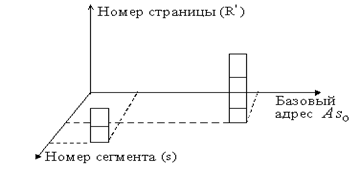 Номер страницы (R')
Базовый
адрес As₀
Номер сегмента (s)